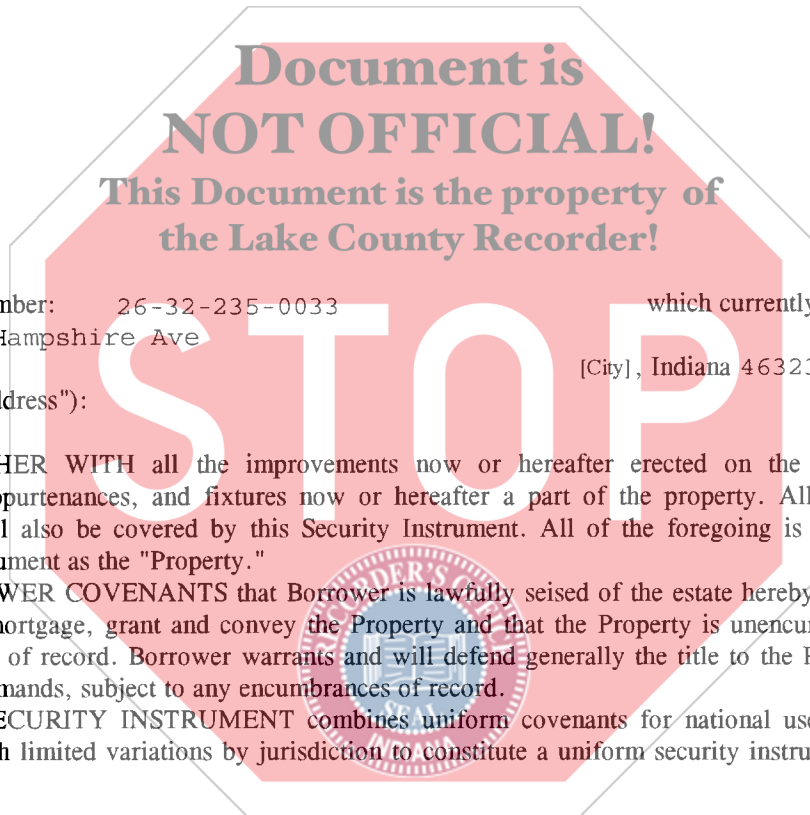 Document is
NOT OFFICIAL!
This Document is the property of
the Lake County Recorder!
mber: 26-32-235-0033 which currently
Hampshire Ave
[City], Indiana 46323
ddress"):
STOP
HER WITH all the improvements now or hereafter erected on the
ppurtenances, and fixtures now or hereafter a part of the property. All
l also be covered by this Security Instrument. All of the foregoing is
ument as the "Property."
WER COVENANTS that Borrower is lawfully seised of the estate hereby
mortgage, grant and convey the Property and that the Property is unencu
of record. Borrower warrants and will defend generally the title to the
mands, subject to any encumbrances of record.
ECURITY INSTRUMENT combines uniform covenants for national use
h limited variations by jurisdiction to constitute a uniform security instru
RECORDER'S OFFICE
SEAL
INDIANA